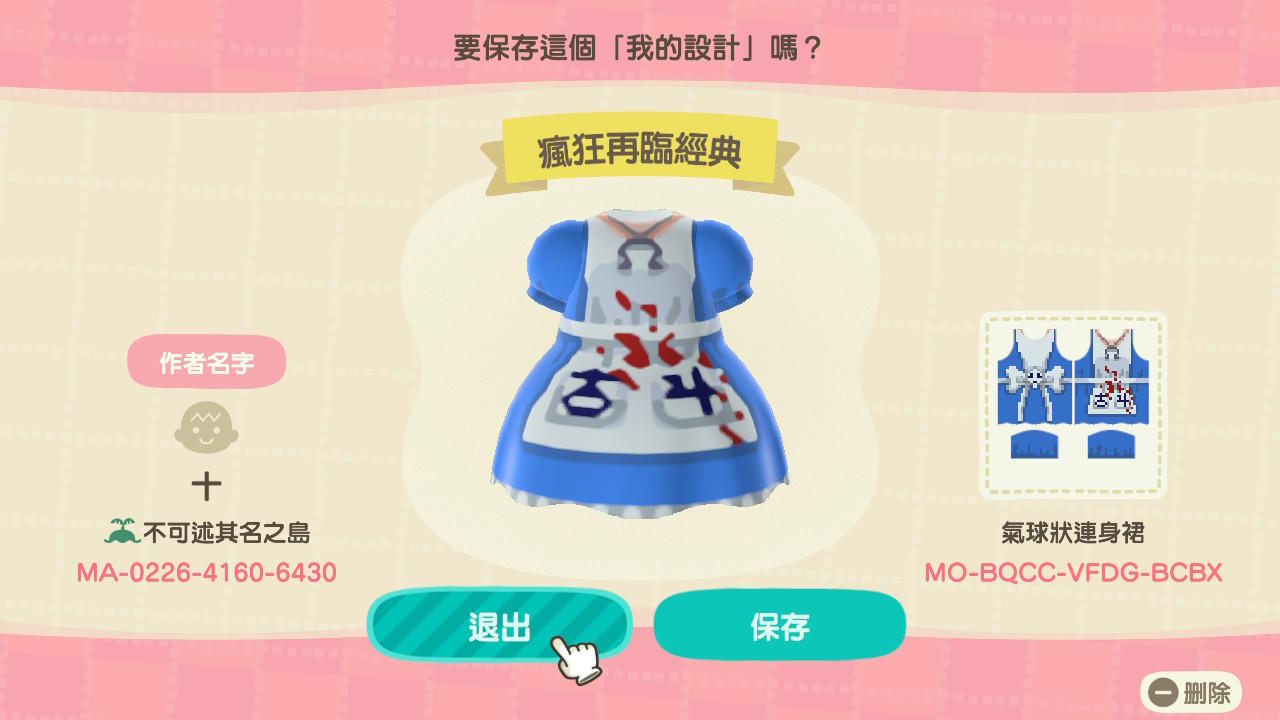 要保存這個「我的設計」嗎？
瘋狂再臨經典
作者名字
不可述其名之島
MA-0226-4160-6430
氣球狀連身裙
MO-BQCC-VFDG-BCBX
退出
保存
刪除